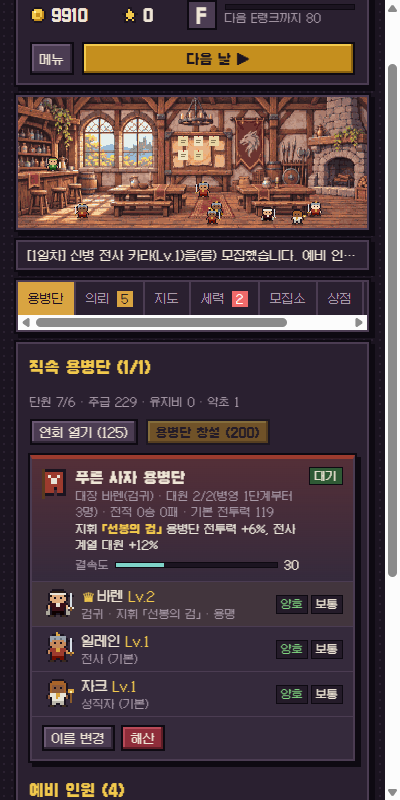 9910
0
F
다음 E랭크까지 80
메뉴
다음 날 ▶
[1일차] 신병 전사 카라(Lv.1)을(를) 모집했습니다. 예비 인…
용병단
의뢰 5
지도
세력 2
모집소
상점
직속 용병단 (1/1)
단원 7/6 · 주급 229 · 유지비 0 · 약초 1
연회 열기 (125)
용병단 창설 (200)
푸른 사자 용병단
대기
대장 바렌(검귀) · 대원 2/2(병영 1단계부터
3명) · 전적 0승 0패 · 기본 전투력 119
지휘 「선봉의 검」 용병단 전투력 +6%, 전사
계열 대원 +12%
결속도
30
바렌 Lv.2
검귀 · 지휘 「선봉의 검」 · 용맹
양호
보통
일레인 Lv.1
전사 (기본)
양호
보통
자크 Lv.1
성직자 (기본)
양호
보통
이름 변경
해산
예비 인원 (4)